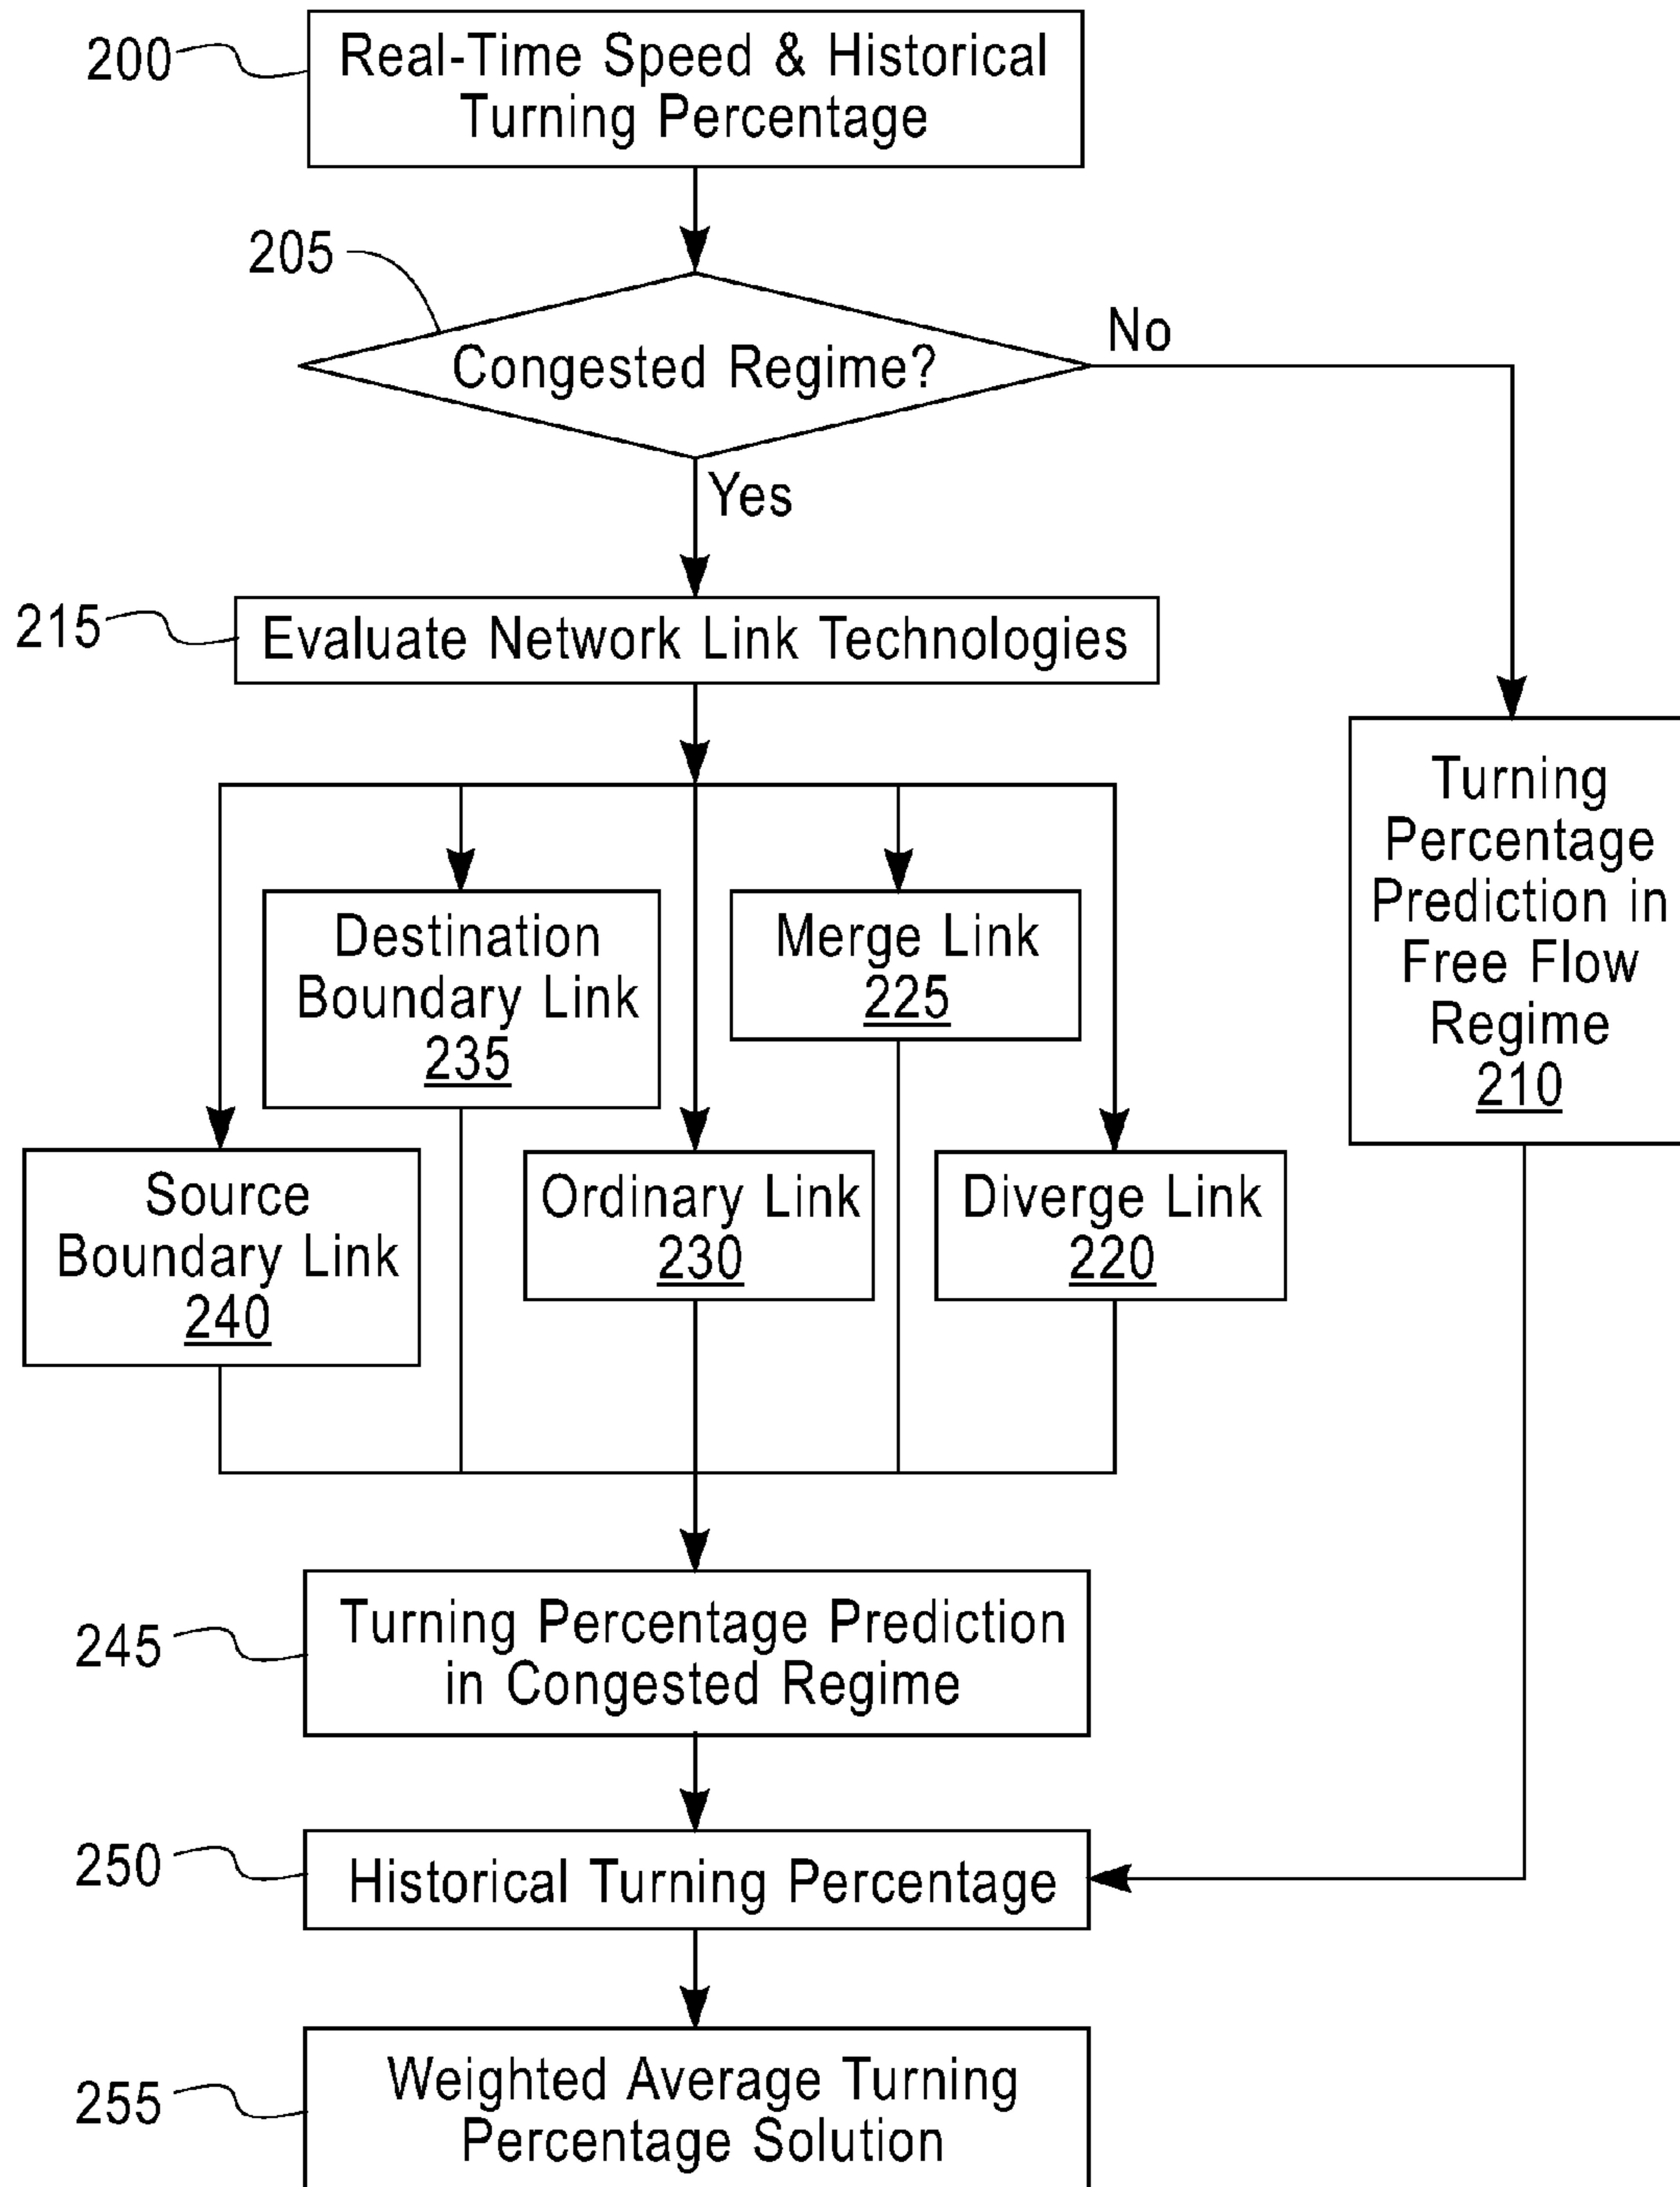 200
Real-Time Speed & Historical
Turning Percentage
205
Congested Regime?
No
Yes
215
Evaluate Network Link Technologies
Turning
Percentage
Prediction in
Free Flow
Regime
210
Destination
Boundary Link
235
Merge Link
225
Source
Boundary Link
240
Ordinary Link
230
Diverge Link
220
245
Turning Percentage Prediction
in Congested Regime
250
Historical Turning Percentage
255
Weighted Average Turning
Percentage Solution